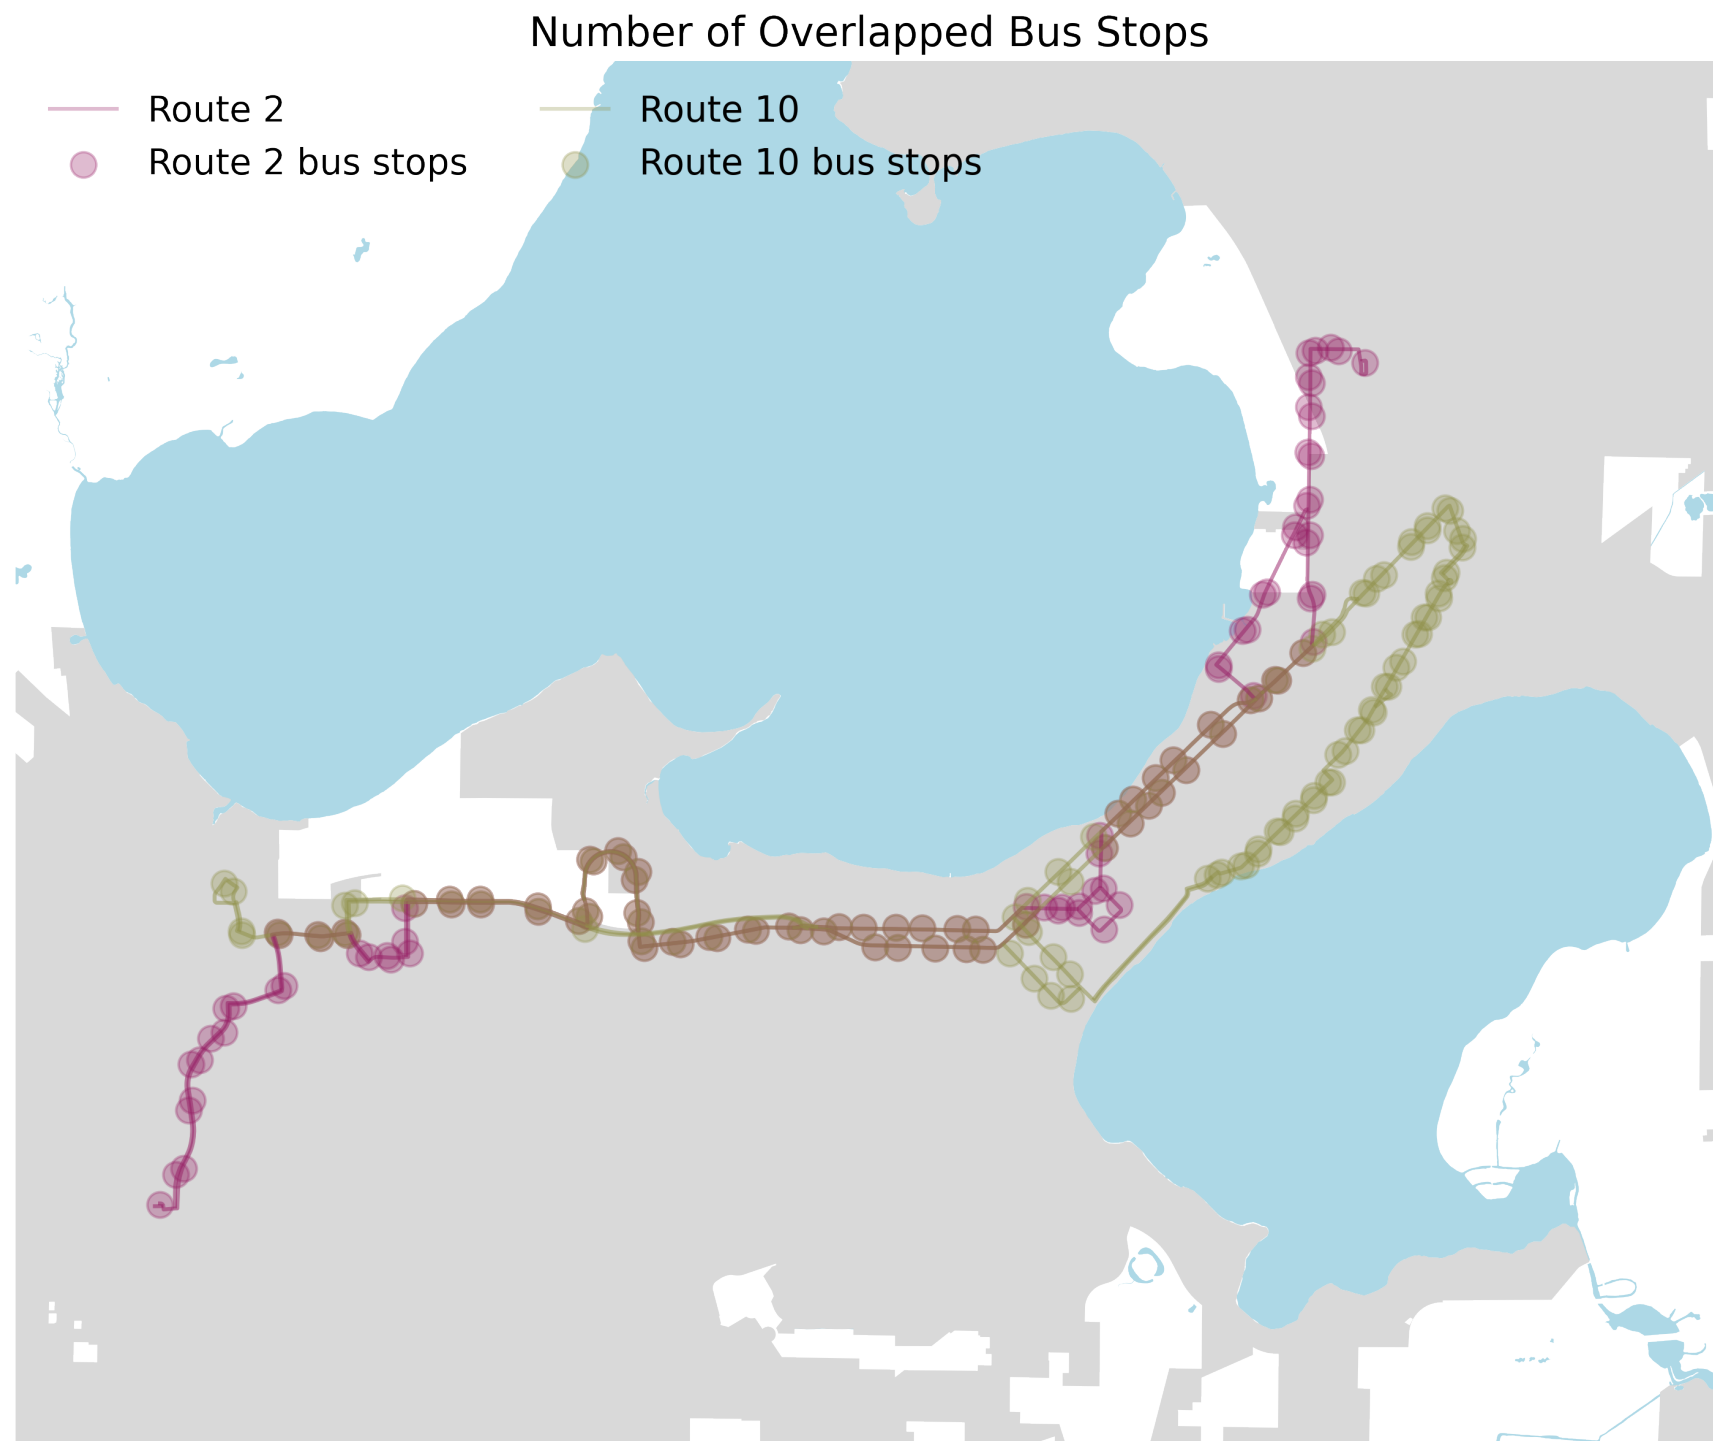 Number of Overlapped Bus Stops
Route 2
Route 10
Route 2 bus stops
Route 10 bus stops